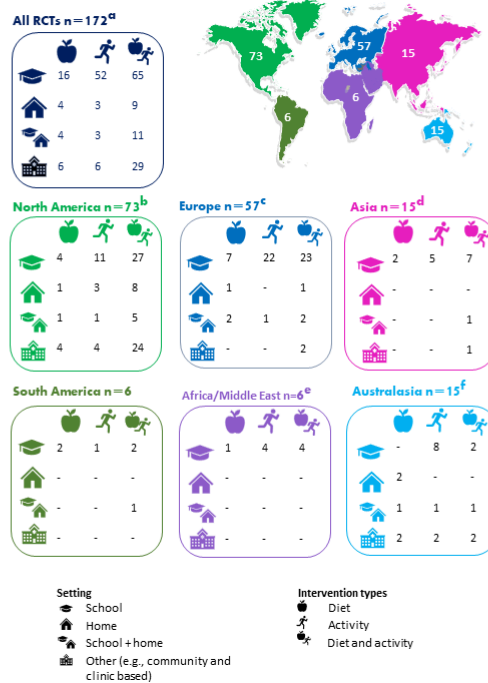 All RCTs n=172a
16 52 65
4 3 9
4 3 11
6 6 29
73
57
15
6
6
15
North America n=73b
4 11 27
1 3 8
1 1 5
4 4 24
Europe n=57c
7 22 23
1 - 1
2 1 2
- - 2
Asia n=15d
2 5 7
- - -
- - 1
- - 1
South America n=6
2 1 2
- - -
- - 1
- - -
Africa/Middle East n=6e
1 4 4
- - -
- - -
- - -
Australasia n=15f
- 8 2
2 - -
1 1 1
2 2 2
Setting
School
Home
School+home
Other (e.g., community and
clinic based)
Intervention types
Diet
Activity
Diet and activity